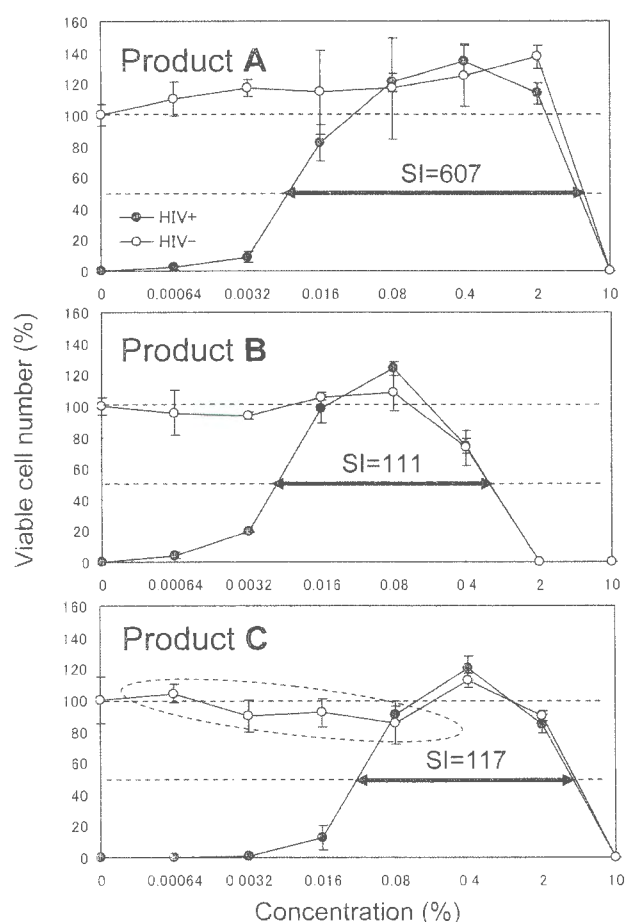 160
140
120
100
80
60
40
20
0
Product A
SI=607
HIV+
HIV-
0 0.00064 0.0032 0.016 0.08 0.4 2 10
Viable cell number (%)
160
140
120
100
80
60
40
20
0
Product B
SI=111
0 0.00064 0 0032 0.016 0.08 0 4 2 10
160
140
120
100
80
60
40
20
0
Product C
SI=117
0 0.00064 0 0032 0.016 0.08 0 4 2 10
Concentration (%)